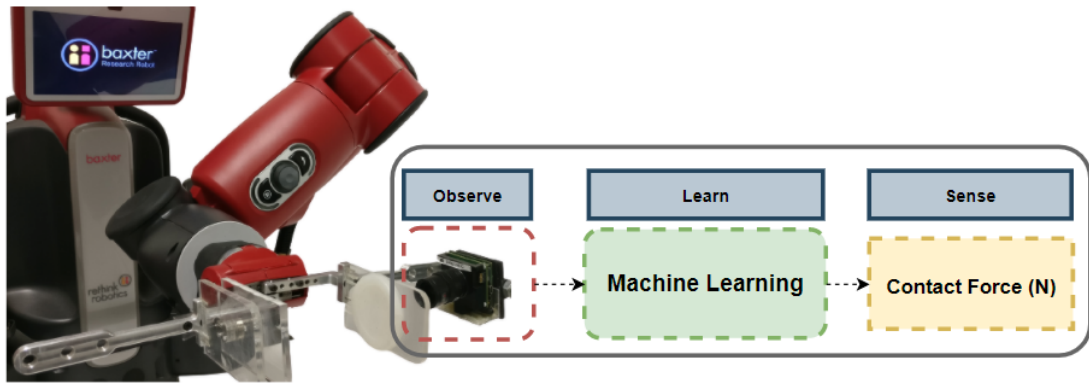 baxter
Research Robot
baxter
rethink
robotics
Observe
Learn
Sense
Machine Learning
Contact Force (N)